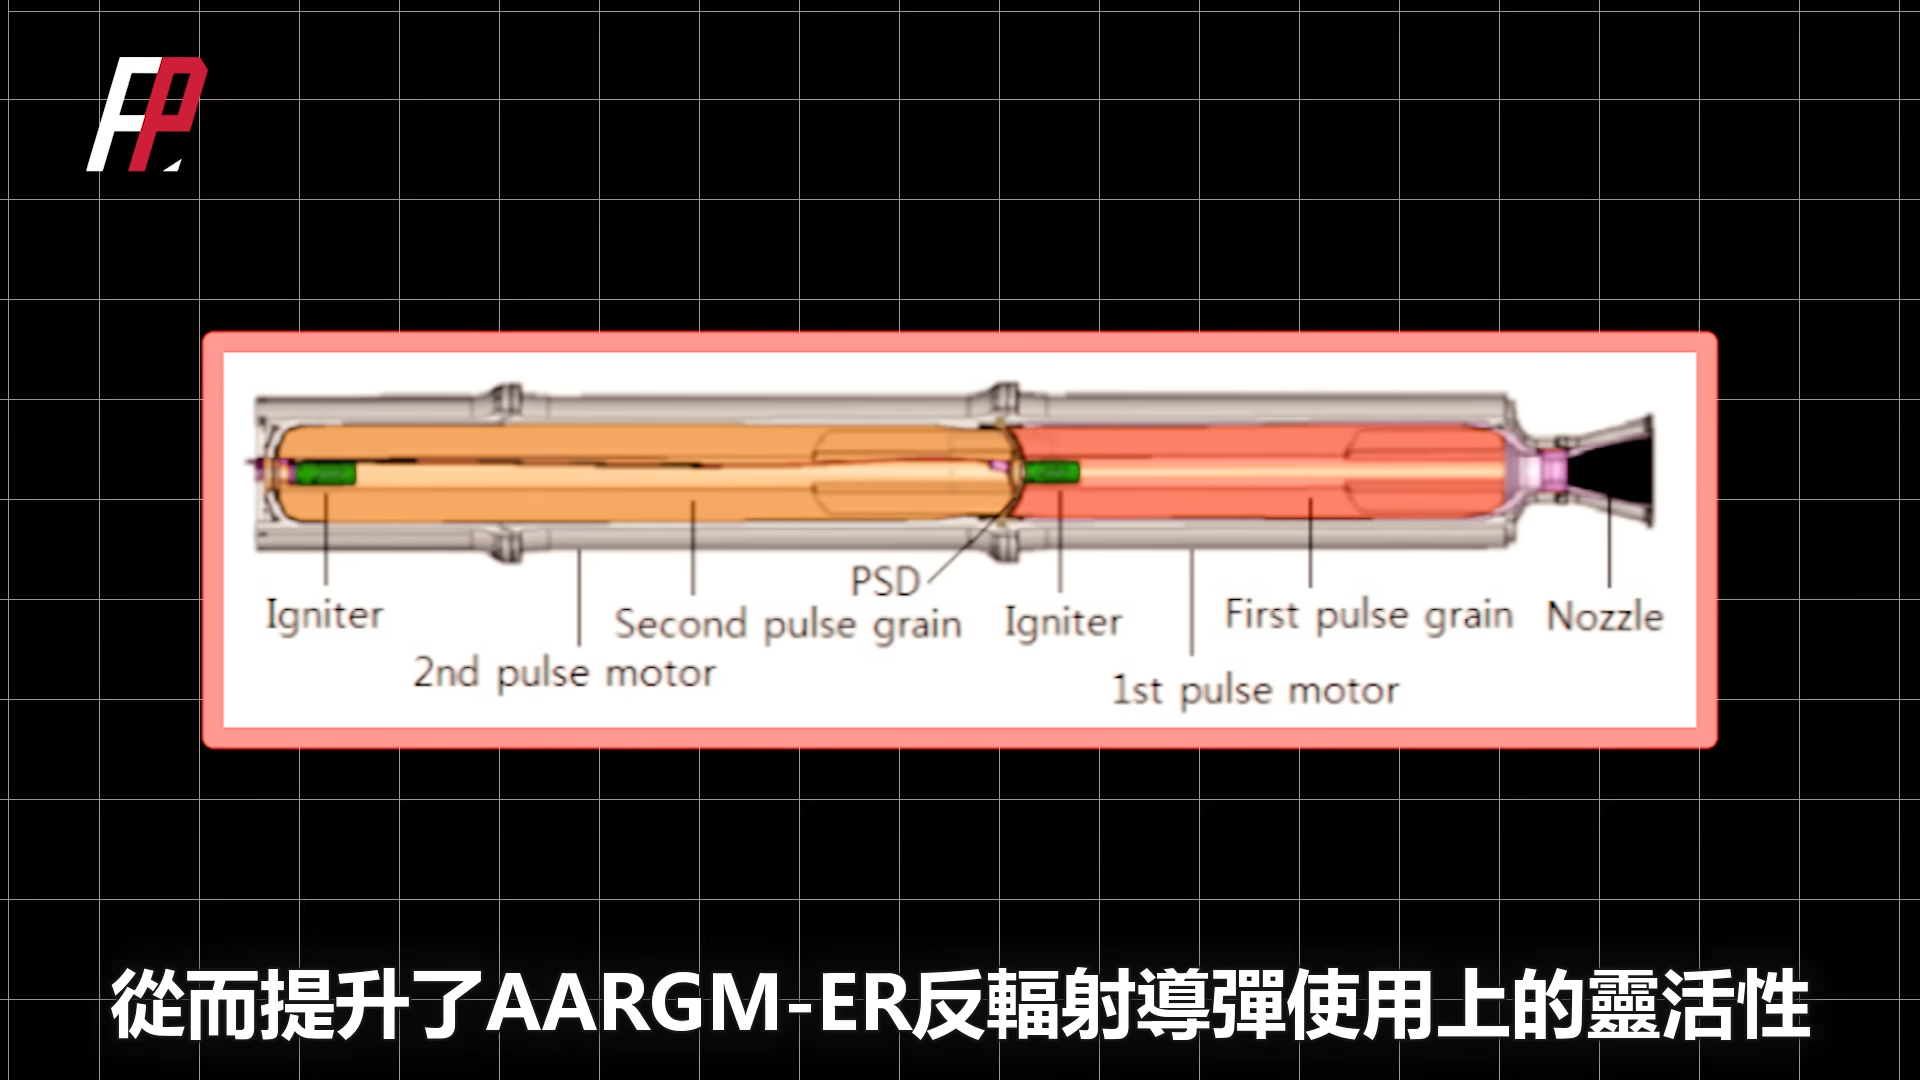 FP
PSD
Igniter
Second pulse grain
Igniter
First pulse grain
Nozzle
2nd pulse motor
1st pulse motor
從而提升了AARGM-ER反輻射導彈使用上的靈活性